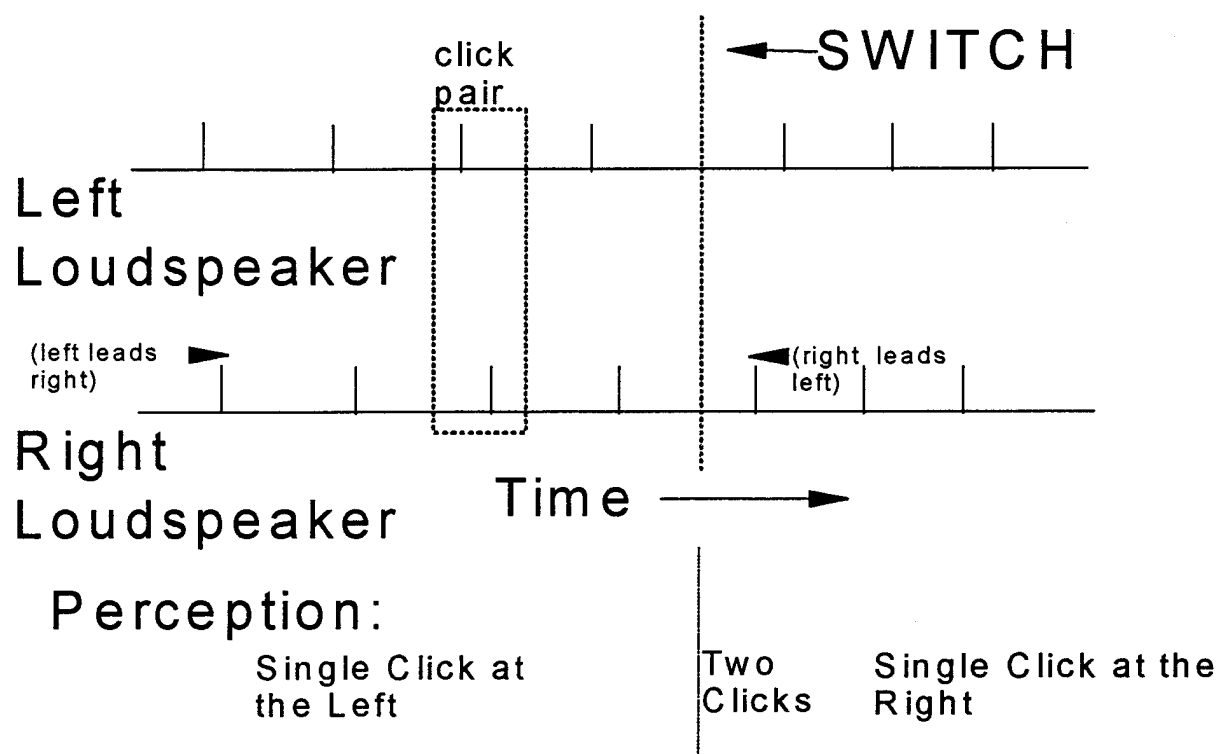 click
pair
SWITCH
Left
Loudspeaker
(left leads
right)
(right leads
left)
Right
Loudspeaker
Time
Perception:
Single Click at
the Left
Two
Clicks
Single Click at the
Right